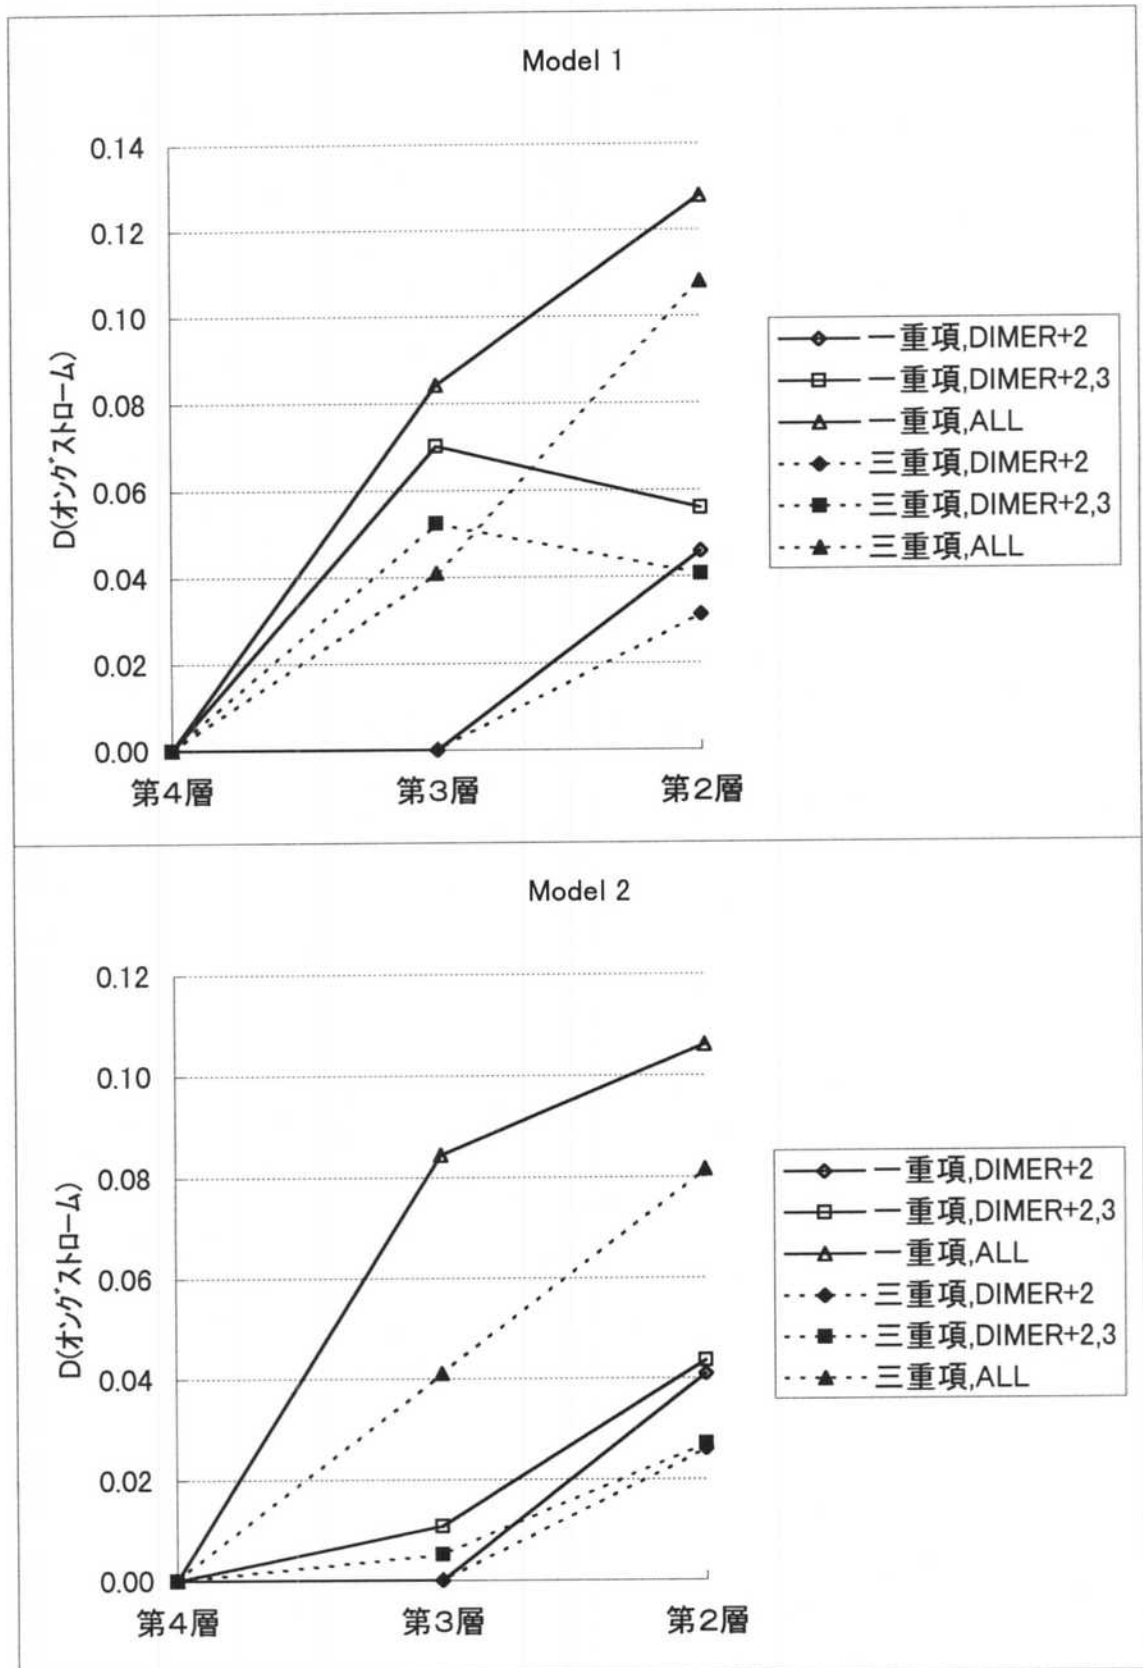 Model 1
0.14
0.12
0.10
0.08
0.06
0.04
0.02
0.00
D(オングストローム)
第4層 第3層 第2層
一重項,DIMER+2
一重項,DIMER+2,3
一重項,ALL
三重項,DIMER+2
三重項,DIMER+2,3
三重項,ALL
Model 2
0.12
0.10
0.08
0.06
0.04
0.02
0.00
D(オングストローム)
第4層 第3層 第2層
一重項,DIMER+2
一重項,DIMER+2,3
一重項,ALL
三重項,DIMER+2
三重項,DIMER+2,3
三重項,ALL